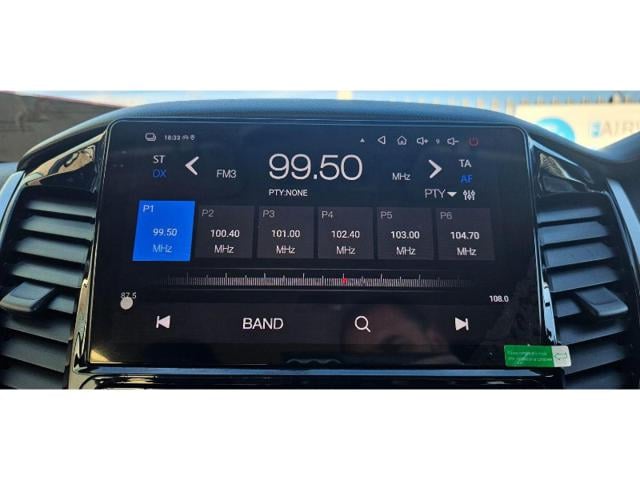 18:33
9
ST
DX
FM3
99.50
MHz
TA
AF
PTY:NONE
PTY
P1
99.50
MHz
P2
100.40
MHz
P3
101.00
MHz
P4
102.40
MHz
P5
103.00
MHz
P6
104.70
MHz
87.5
108.0
BAND